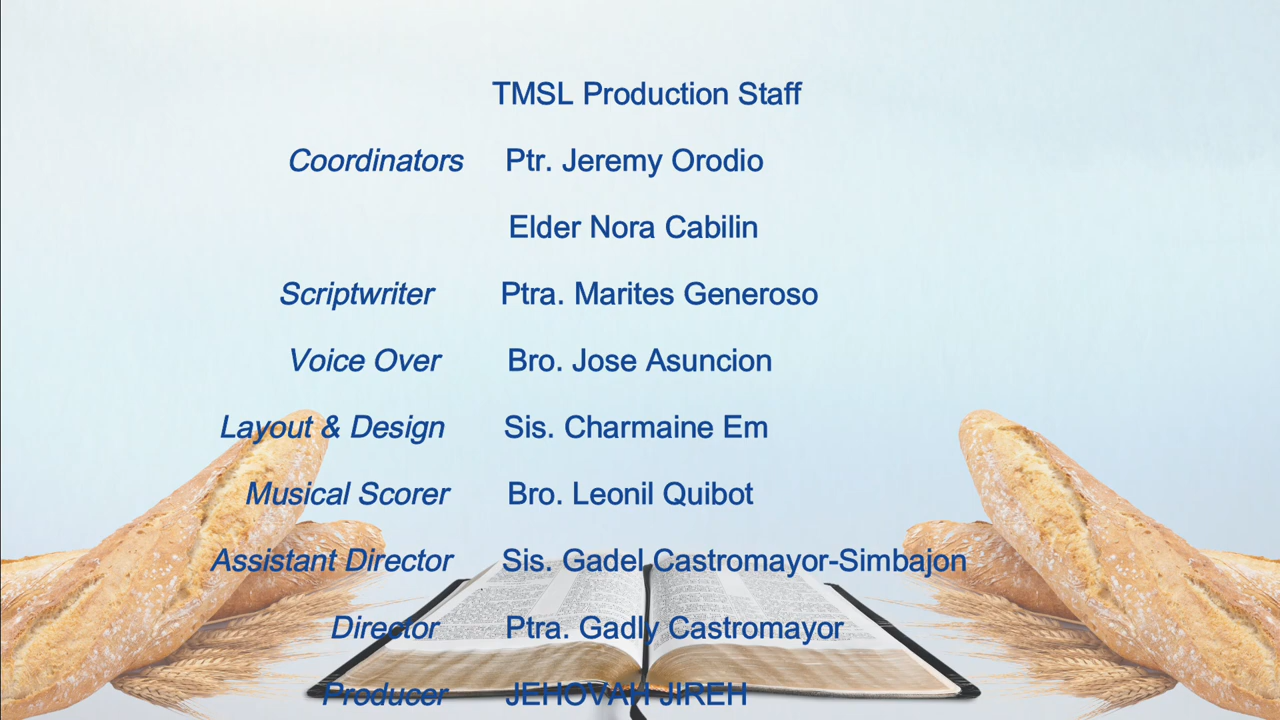 TMSL Production Staff
Coordinators Ptr. Jeremy Orodio
Elder Nora Cabilin
Scriptwriter Ptra. Marites Generoso
Voice Over Bro. Jose Asuncion
Layout & Design Sis. Charmaine Em
Musical Scorer Bro. Leonil Quibot
Assistant Director Sis. Gadel Castromayor-Simbajon
Director Ptra. Gadly Castromayor
Producer JEHOVAH JIREH